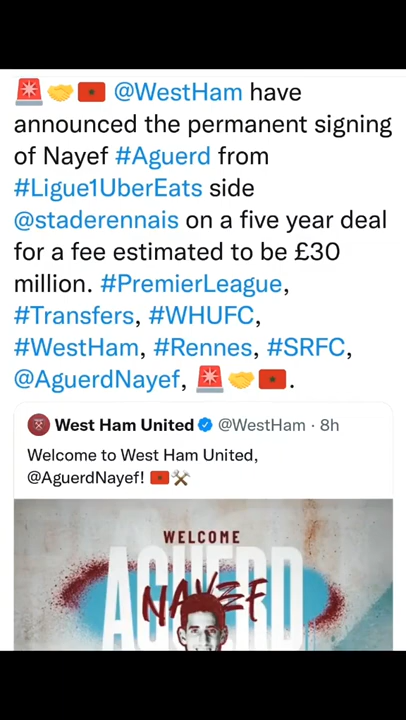 🚨🤝🇲🇦 @WestHam have
announced the permanent signing
of Nayef #Aguerd from
#Ligue1UberEats side
@staderennais on a five year deal
for a fee estimated to be £30
million. #PremierLeague,
#Transfers, #WHUFC,
#WestHam, #Rennes, #SRFC,
@AguerdNayef, 🚨🤝🇲🇦.
West Ham United @WestHam · 8h
Welcome to West Ham United,
@AguerdNayef! 🇲🇦⚒️
WELCOME
AGUERD
NAYEF